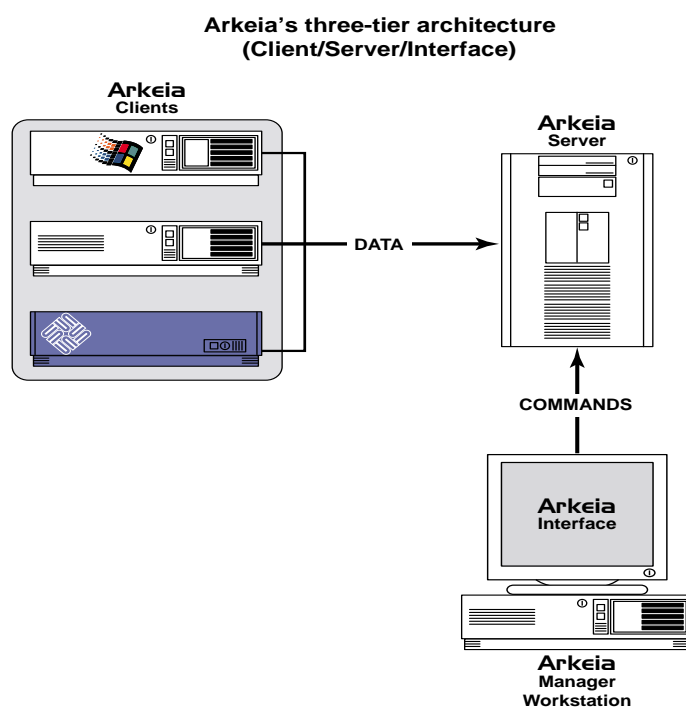 Arkeia's three-tier architecture
(Client/Server/Interface)
Arkeia
Clients
Arkeia
Server
DATA
COMMANDS
Arkeia
Interface
Arkeia
Manager
Workstation